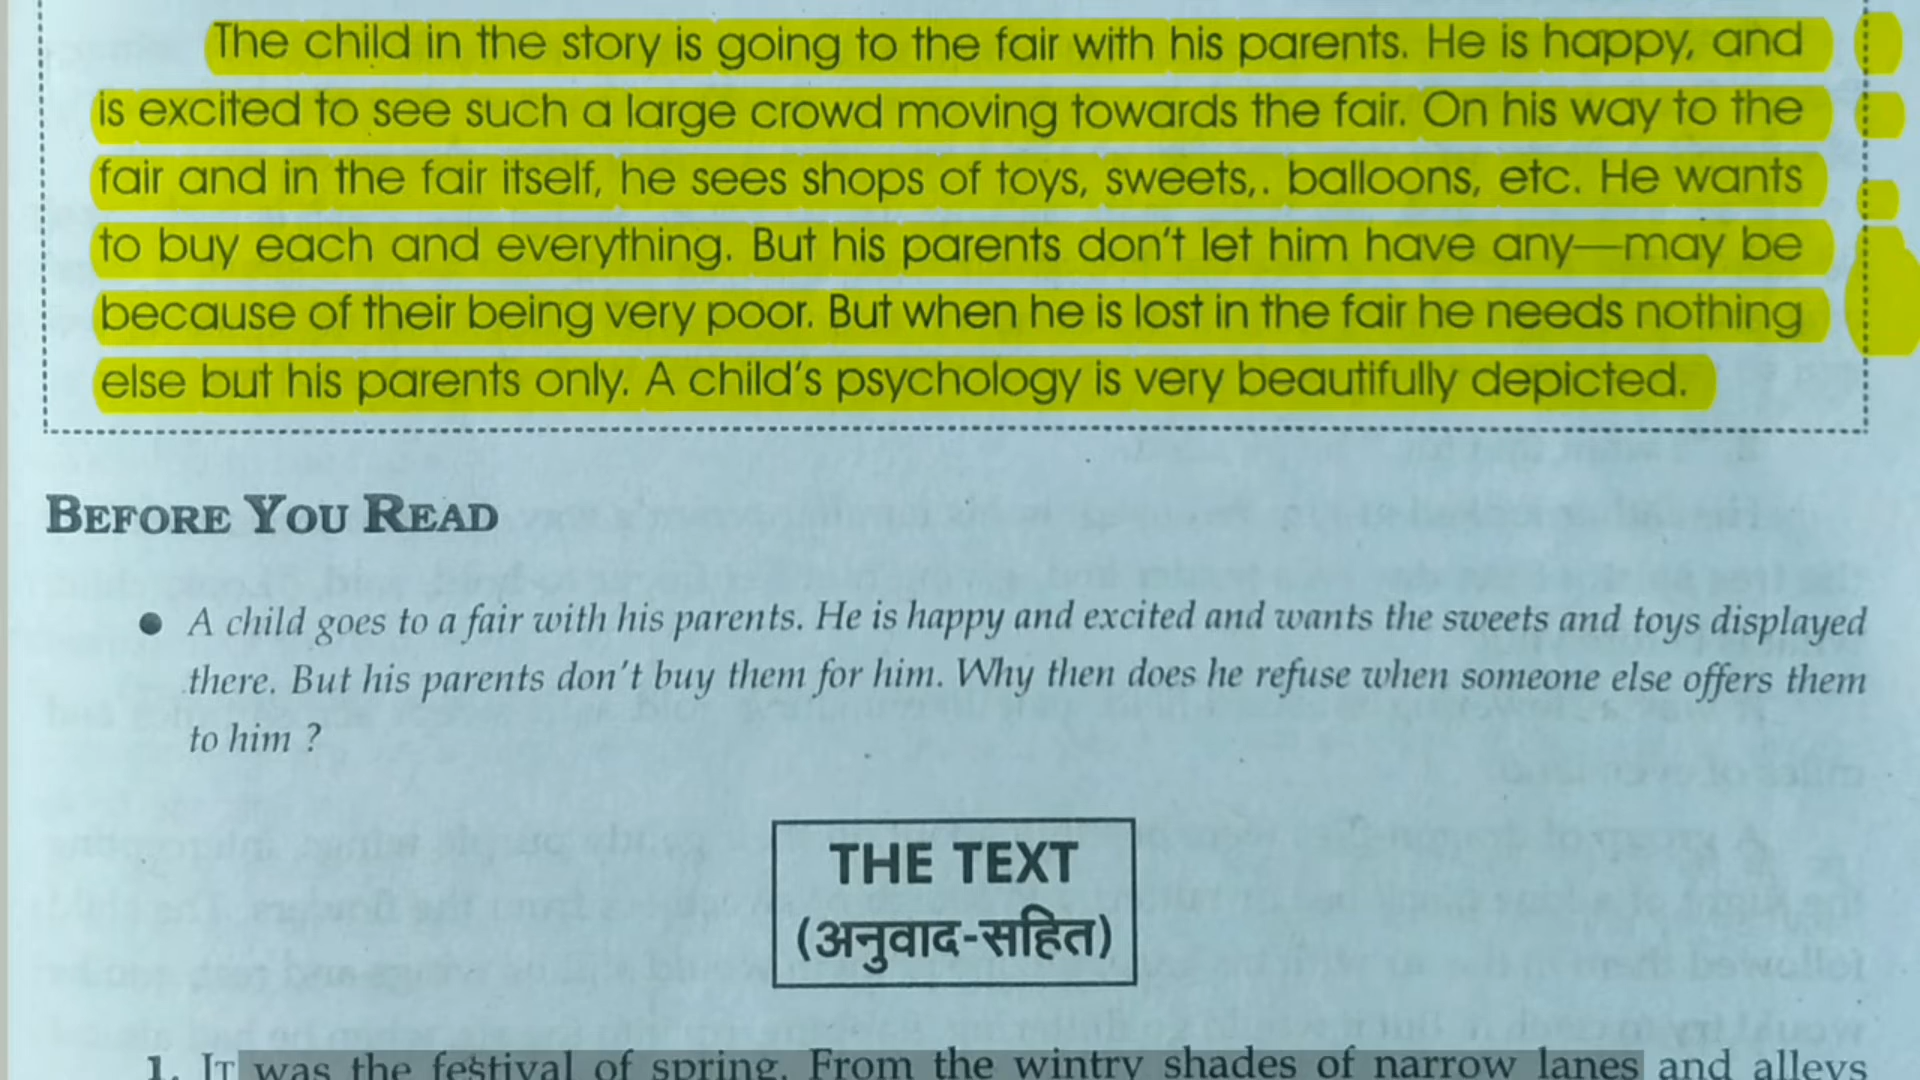 The child in the story is going to the fair with his parents. He is happy, and
is excited to see such a large crowd moving towards the fair. On his way to the
fair and in the fair itself, he sees shops of toys, sweets,. balloons, etc. He wants
to buy each and everything. But his parents don't let him have any—may be
because of their being very poor. But when he is lost in the fair he needs nothing
else but his parents only. A child's psychology is very beautifully depicted.
BEFORE YOU READ
● A child goes to a fair with his parents. He is happy and excited and wants the sweets and toys displayed
there. But his parents don't buy them for him. Why then does he refuse when someone else offers them
to him ?
THE TEXT
(अनुवाद-सहित)
1. IT was the festival of spring. From the wintry shades of narrow lanes and alleys